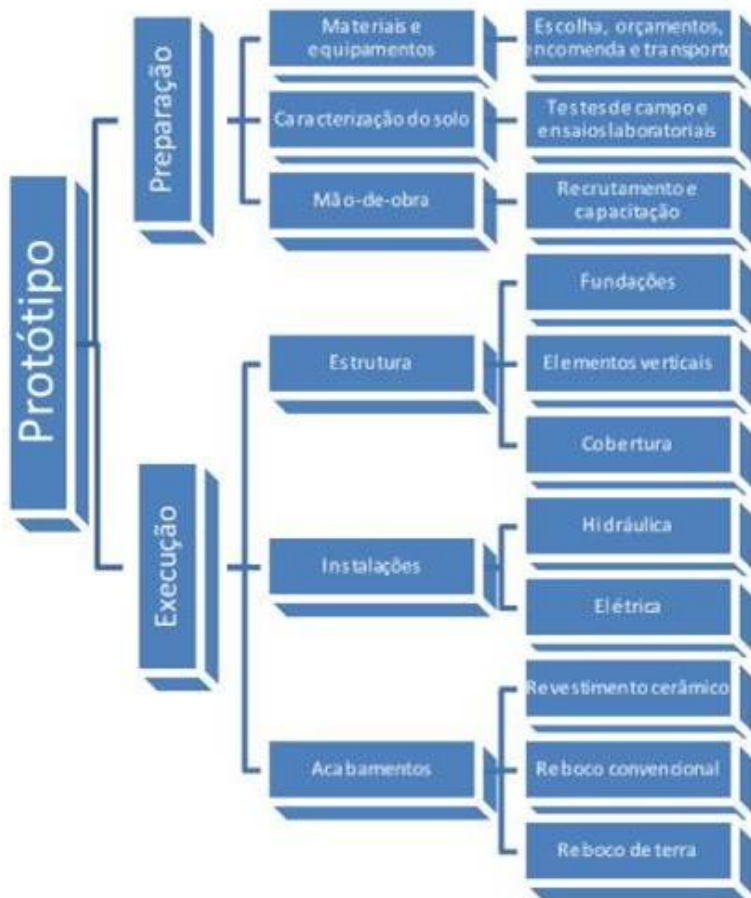 Protótipo
Preparação
Materiais e
equipamentos
Escolha, orçamentos,
encomenda e transporte
Caracterização do solo
Testes de campo e
ensaios laboratoriais
Mão-de-obra
Recrutamento e
capacitação
Execução
Estrutura
Fundações
Elementos verticais
Cobertura
Instalações
Hidráulica
Elétrica
Acabamentos
Revestimento cerâmico
Reboco convencional
Reboco de terra